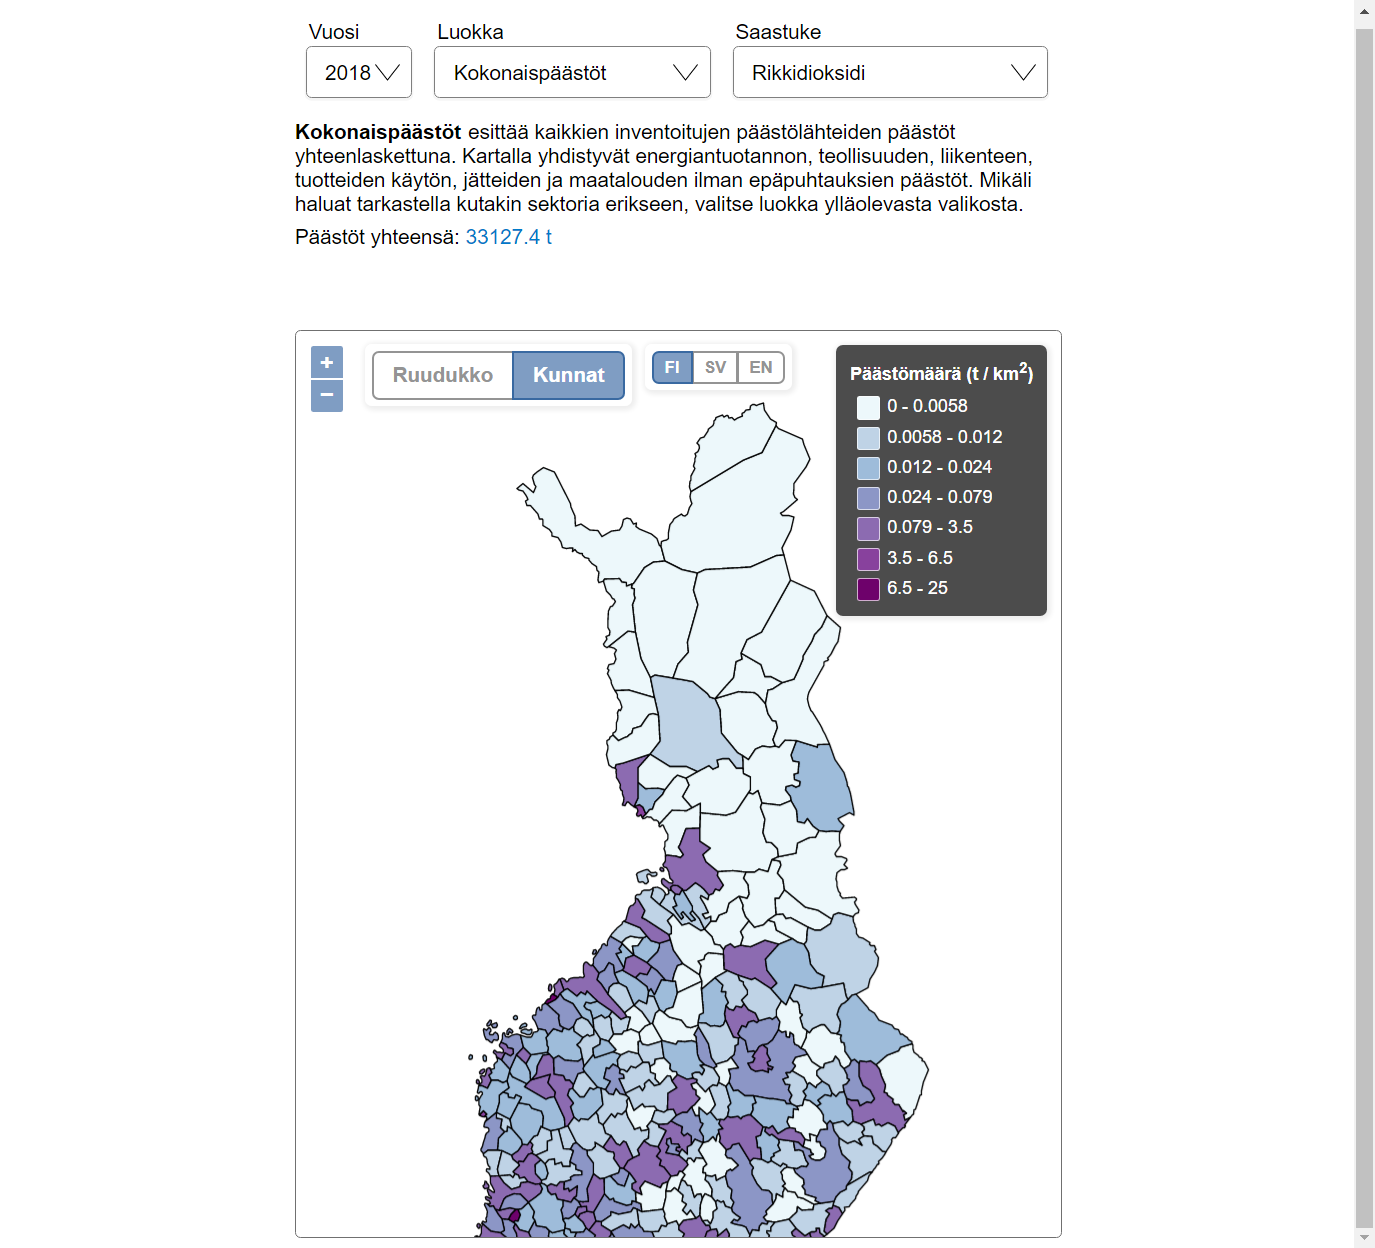 Vuosi
Luokka
Saastuke
2018
Kokonaispäästöt
Rikkidioksidi
Kokonaispäästöt esittää kaikkien inventoitujen päästölähteiden päästöt
yhteenlaskettuna. Kartalla yhdistyvät energiantuotannon, teollisuuden, liikenteen,
tuotteiden käytön, jätteiden ja maatalouden ilman epäpuhtauksien päästöt. Mikäli
haluat tarkastella kutakin sektoria erikseen, valitse luokka ylläolevasta valikosta.
Päästöt yhteensä: 33127.4 t
+
−
Ruudukko
Kunnat
FI
SV
EN
Päästömäärä (t / km²)
0 - 0.0058
0.0058 - 0.012
0.012 - 0.024
0.024 - 0.079
0.079 - 3.5
3.5 - 6.5
6.5 - 25